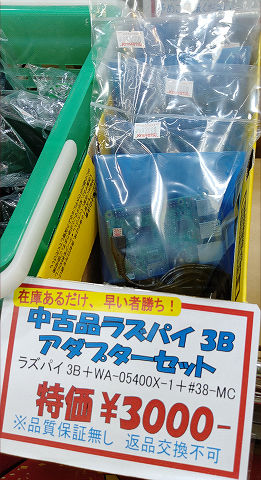 在庫あるだけ、早い者勝ち！
中古品ラズパイ 3B
アダプターセット
ラズパイ 3B＋WA-05400X-1＋#38-MC
特価 ¥3000-
※品質保証無し 返品交換不可